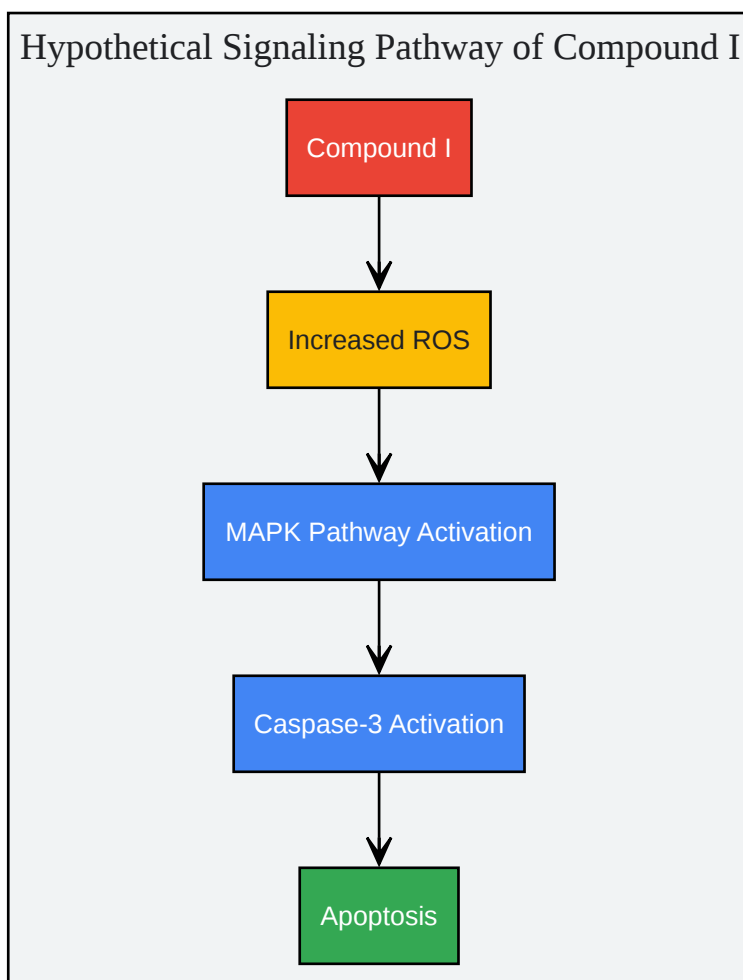 Hypothetical Signaling Pathway of Compound I
Compound I
Increased ROS
MAPK Pathway Activation
Caspase-3 Activation
Apoptosis